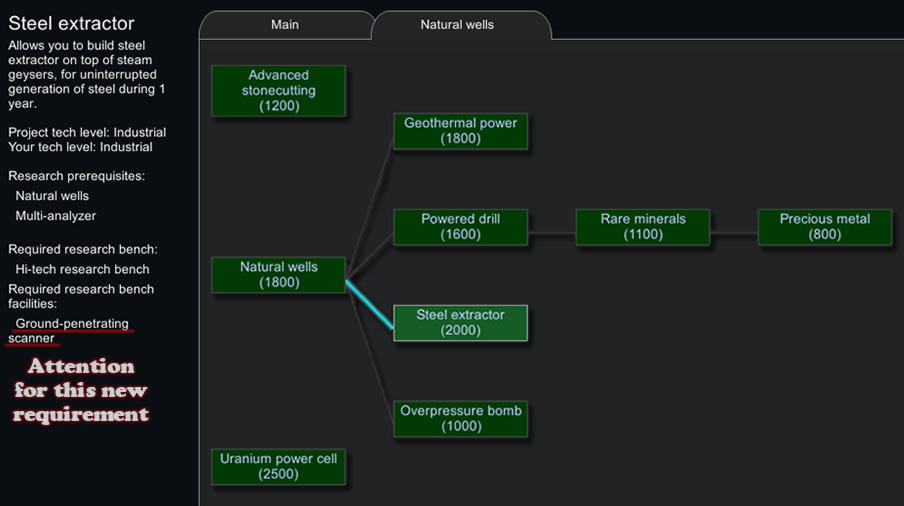 Steel extractor
Allows you to build steel
extractor on top of steam
geysers, for uninterrupted
generation of steel during 1
year.
Project tech level: Industrial
Your tech level: Industrial
Research prerequisites:
Natural wells
Multi-analyzer
Required research bench:
Hi-tech research bench
Required research bench
facilities:
Ground-penetrating
scanner
Attention
for this new
requirement
Main
Natural wells
Advanced
stonecutting
(1200)
Geothermal power
(1800)
Powered drill
(1600)
Rare minerals
(1100)
Precious metal
(800)
Natural wells
(1800)
Steel extractor
(2000)
Overpressure bomb
(1000)
Uranium power cell
(2500)